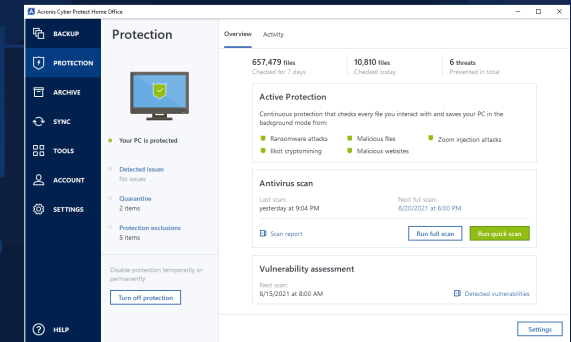 Acronis Cyber Protect Home Office
BACKUP
PROTECTION
ARCHIVE
SYNC
TOOLS
ACCOUNT
SETTINGS
HELP
Protection
Your PC is protected
Detected issues
No issues
Quarantine
2 items
Protection exclusions
5 items
Disable protection temporarily or
permanently
Turn off protection
Overview Activity
657,479 files
Checked for 7 days
10,810 files
Checked today
6 threats
Prevented in total
Active Protection
Continuous protection that checks every file you interact with and saves your PC in the
background mode from:
Ransomware attacks
Malicious files
Zoom injection attacks
Illicit cryptomining
Malicious websites
Antivirus scan
Last scan:
yesterday at 9:04 PM
Next full scan:
8/20/2021 at 6:00 PM
Scan report
Run full scan
Run quick scan
Vulnerability assessment
Next scan:
8/15/2021 at 8:00 AM
Detected vulnerabilities
Settings